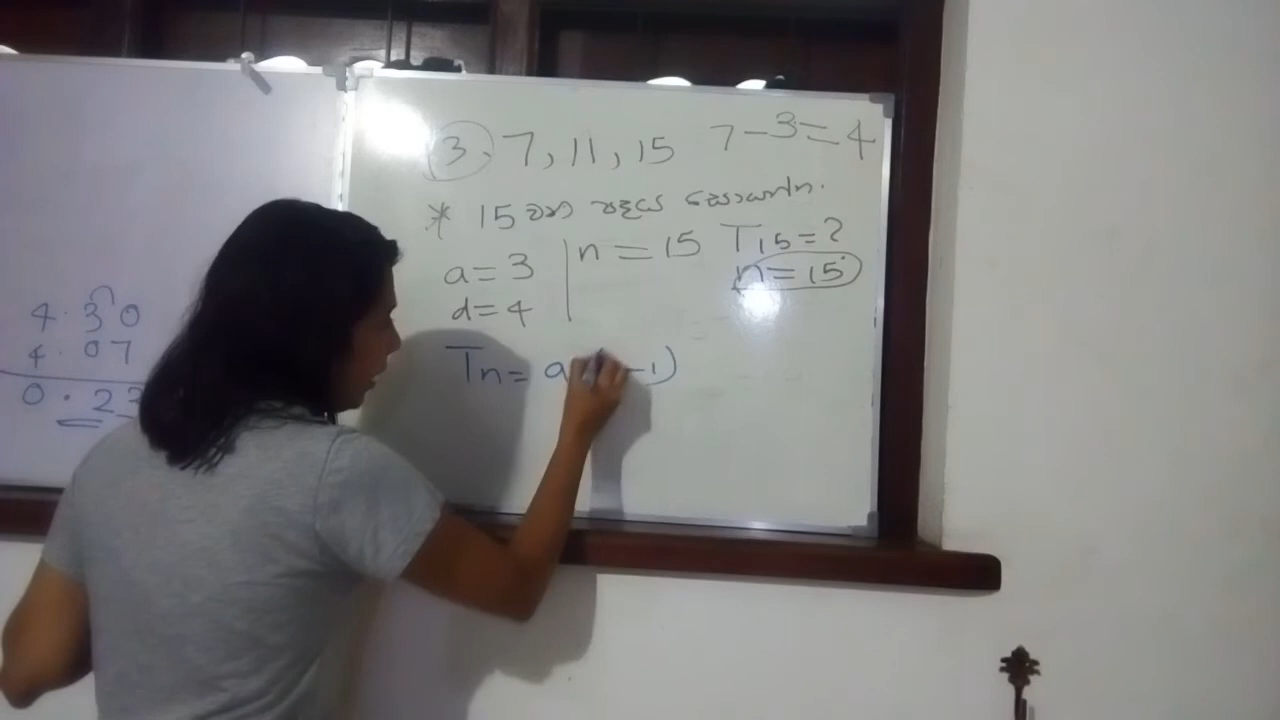 3, 7, 11, 15 7-3=4
* 15 වන පදය සොයන්න.
a=3 | n=15 T15=?
d=4 n=15
Tn= a -1)
4.30
4.07
0.23